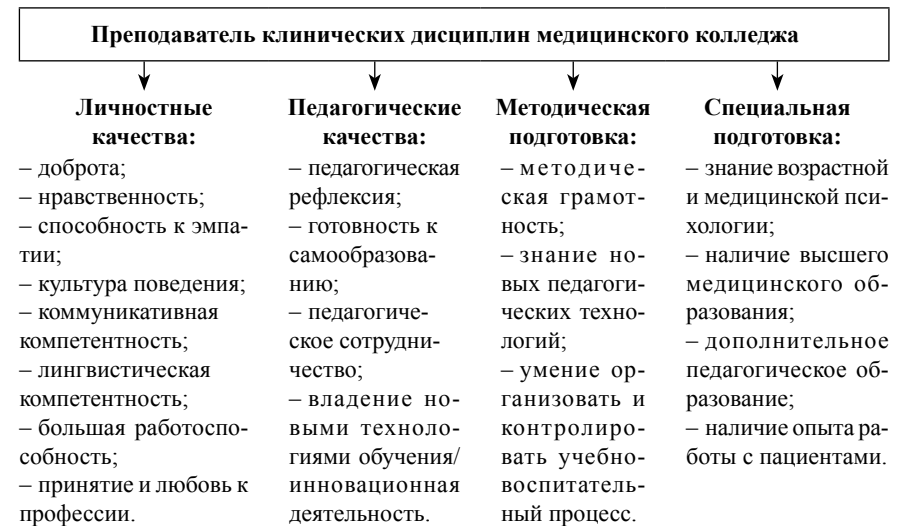 Преподаватель клинических дисциплин медицинского колледжа
Личностные
качества:
– доброта;
– нравственность;
– способность к эмпа-
тии;
– культура поведения;
– коммуникативная
компетентность;
– лингвистическая
компетентность;
– большая работоспо-
собность;
– принятие и любовь к
профессии.
Педагогические
качества:
– педагогическая
рефлексия;
– готовность к
самообразова-
нию;
– педагогиче-
ское сотрудни-
чество;
– владение но-
выми техноло-
гиями обучения/
инновационная
деятельность.
Методическая
подготовка:
– методиче-
ская грамот-
ность;
– знание но-
вых педагоги-
ческих техно-
логий;
– умение ор-
ганизовать и
контролиро-
вать учебно-
воспитатель-
ный процесс.
Специальная
подготовка:
– знание возрастной
и медицинской пси-
хологии;
– наличие высшего
медицинского об-
разования;
– дополнительное
педагогическое об-
разование;
– наличие опыта ра-
боты с пациентами.